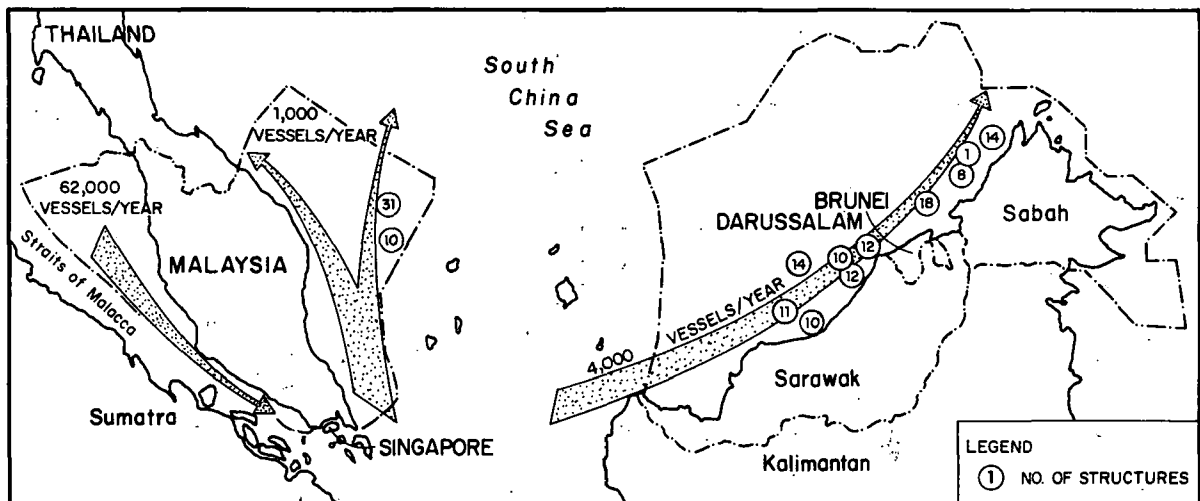 THAILAND
South
China
Sea
1,000
VESSELS/YEAR
62,000
VESSELS/YEAR
Straits of Malacca
MALAYSIA
31
10
Sumatra
SINGAPORE
14
1
8
18
BRUNEI
DARUSSALAM
Sabah
12
10
14
12
11
10
4,000 VESSELS/YEAR
Sarawak
Kalimantan
LEGEND
1 NO. OF STRUCTURES